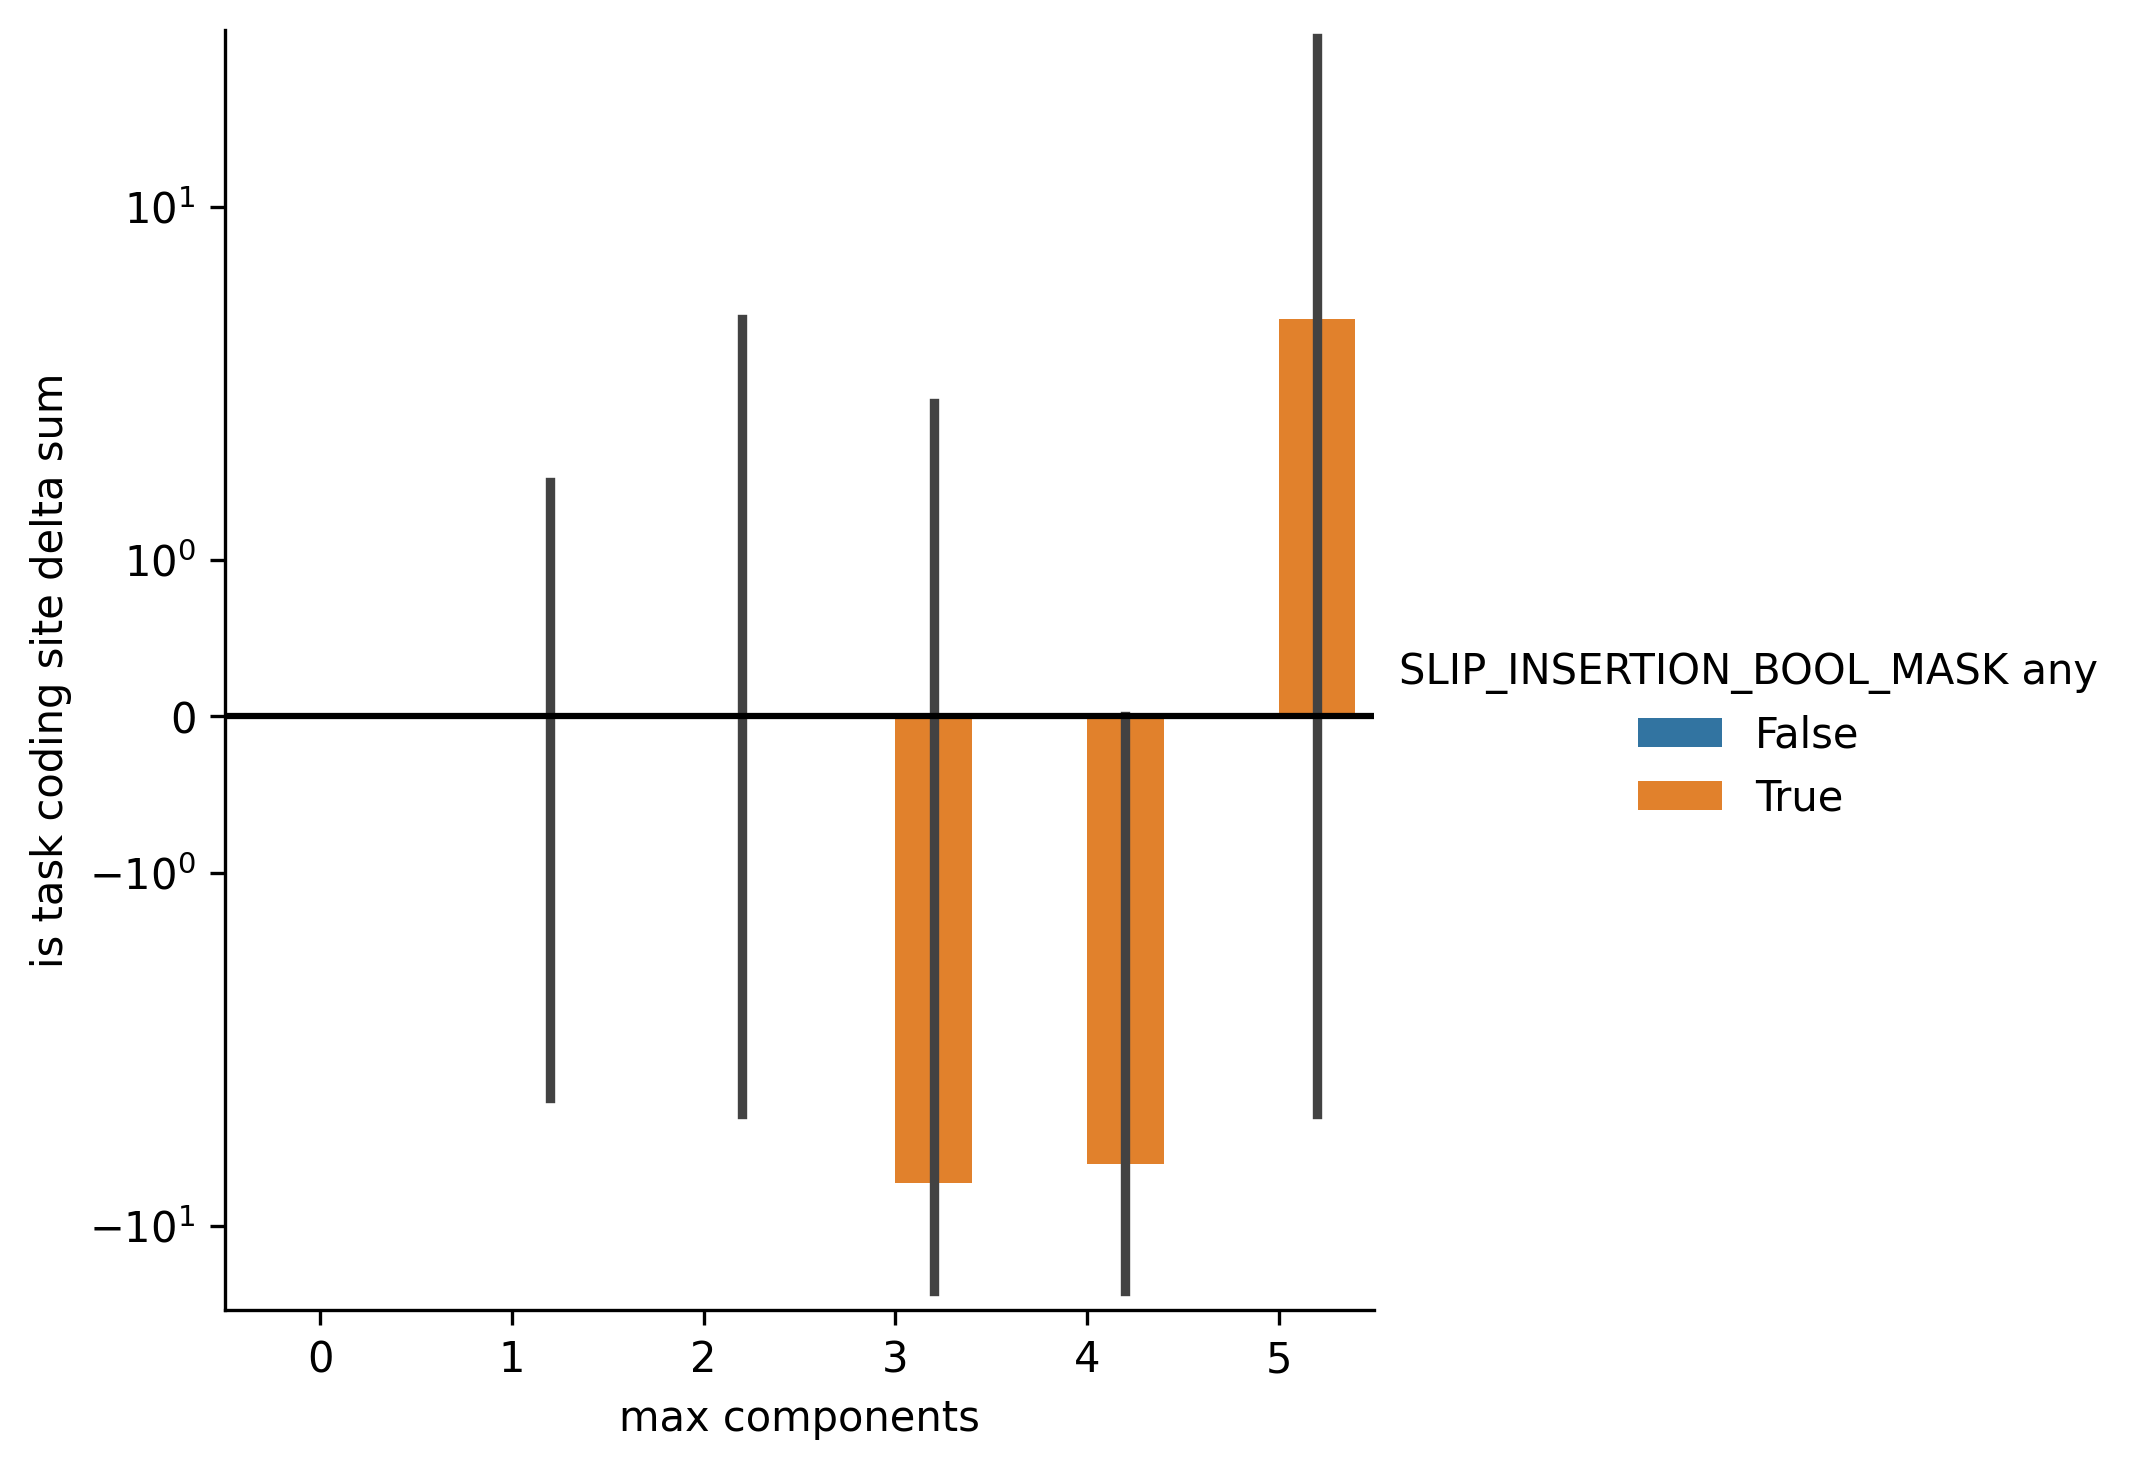 10¹
10⁰
0
−10⁰
−10¹
is task coding site delta sum
0 1 2 3 4 5
max components
SLIP_INSERTION_BOOL_MASK any
False
True